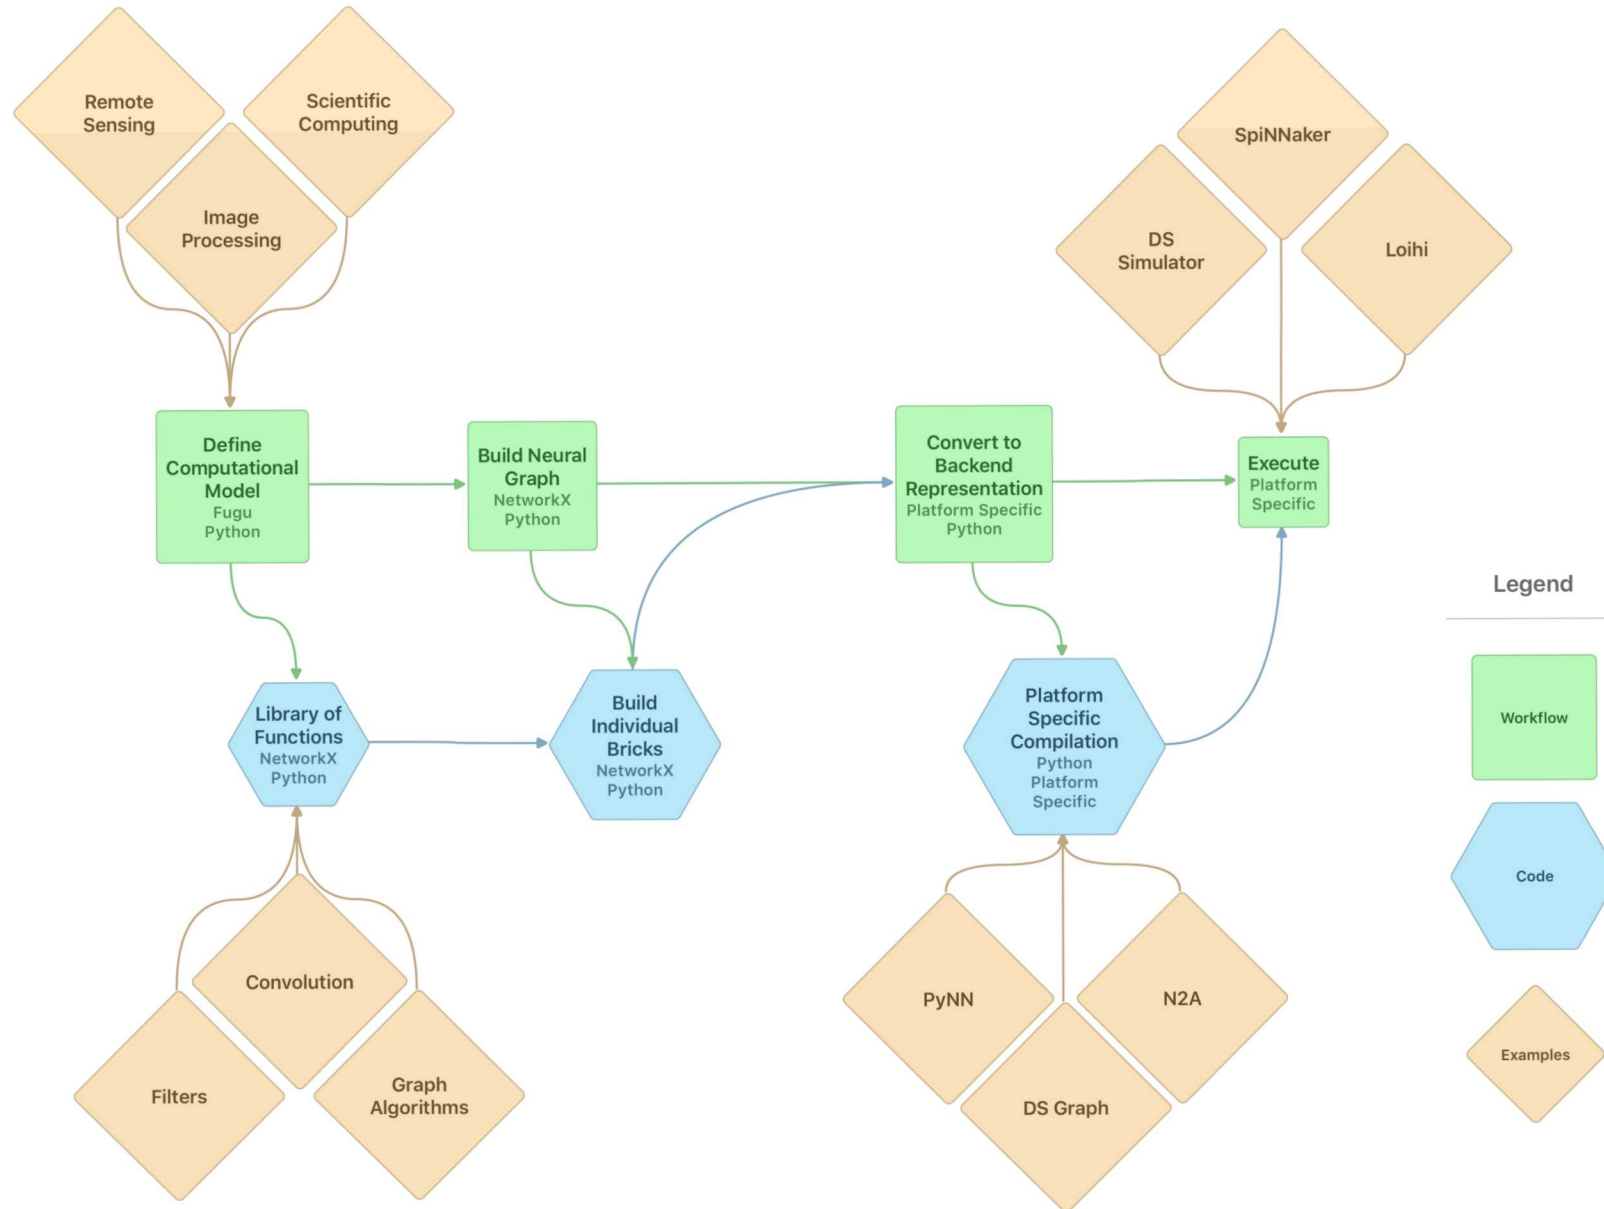 Remote
Sensing
Scientific
Computing
Image
Processing
SpiNNaker
DS
Simulator
Loihi
Define
Computational
Model
Fugu
Python
Build Neural
Graph
NetworkX
Python
Convert to
Backend
Representation
Platform Specific
Python
Execute
Platform
Specific
Library of
Functions
NetworkX
Python
Build
Individual
Bricks
NetworkX
Python
Platform
Specific
Compilation
Python
Platform
Specific
Convolution
Filters
Graph
Algorithms
PyNN
N2A
DS Graph
Legend
Workflow
Code
Examples